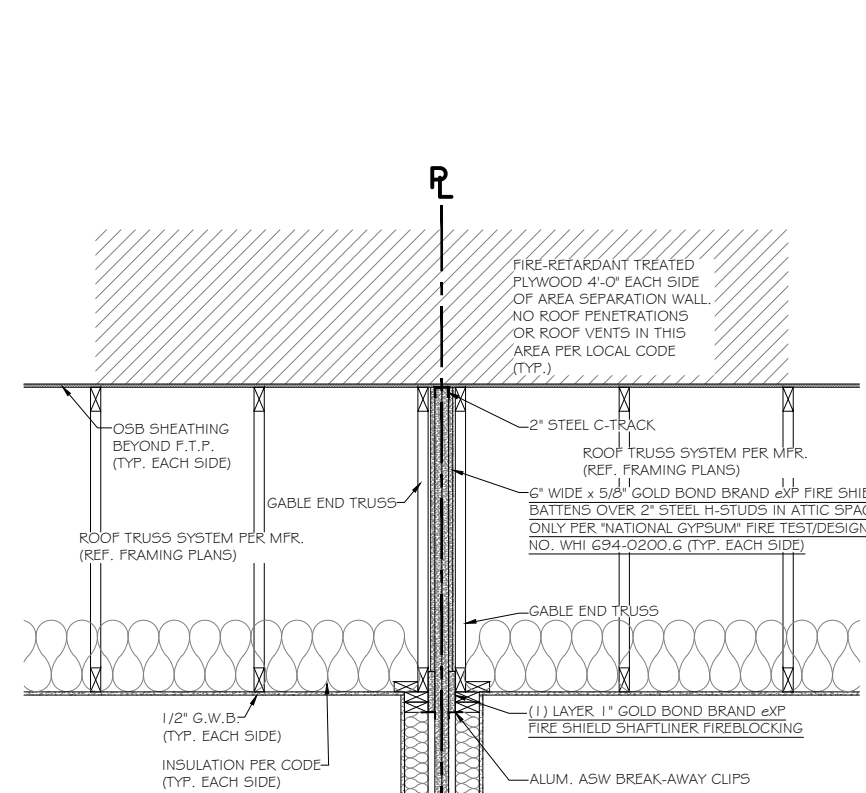 PL
FIRE-RETARDANT TREATED
PLYWOOD 4'-0" EACH SIDE
OF AREA SEPARATION WALL.
NO ROOF PENETRATIONS
OR ROOF VENTS IN THIS
AREA PER LOCAL CODE
(TYP.)
OSB SHEATHING
BEYOND F.T.P.
(TYP. EACH SIDE)
2" STEEL C-TRACK
ROOF TRUSS SYSTEM PER MFR.
(REF. FRAMING PLANS)
GABLE END TRUSS
6" WIDE x 5/8" GOLD BOND BRAND eXP FIRE SHIE
BATTENS OVER 2" STEEL H-STUDS IN ATTIC SPAC
ONLY PER "NATIONAL GYPSUM" FIRE TEST/DESIGN
NO. WHI 694-0200.6 (TYP. EACH SIDE)
ROOF TRUSS SYSTEM PER MFR.
(REF. FRAMING PLANS)
GABLE END TRUSS
1/2" G.W.B.
(TYP. EACH SIDE)
(1) LAYER 1" GOLD BOND BRAND eXP
FIRE SHIELD SHAFTLINER FIREBLOCKING
INSULATION PER CODE
(TYP. EACH SIDE)
ALUM. ASW BREAK-AWAY CLIPS